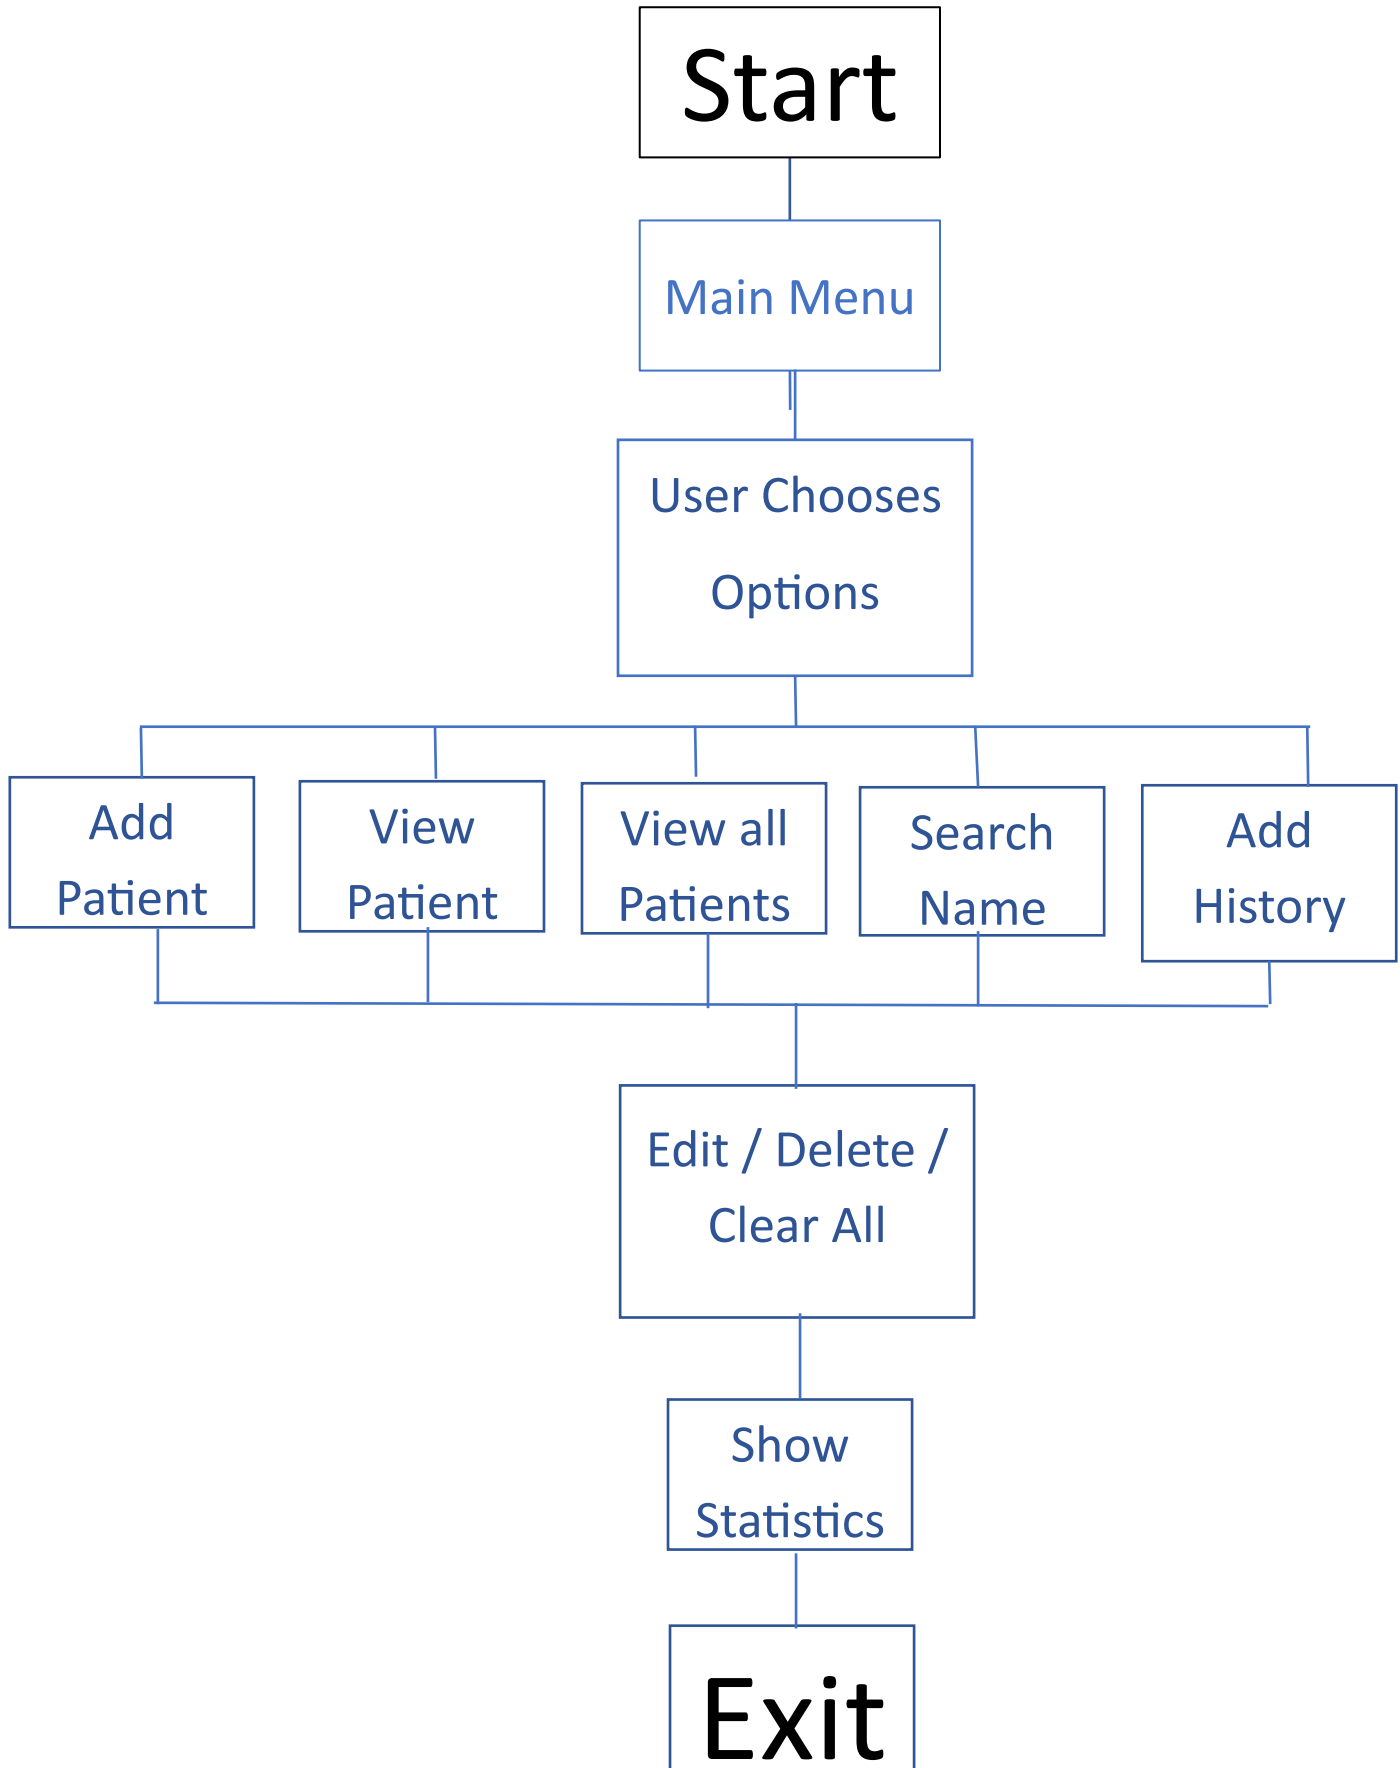 Start
Main Menu
User Chooses
Options
Add
Patient
View
Patient
View all
Patients
Search
Name
Add
History
Edit / Delete /
Clear All
Show
Statistics
Exit